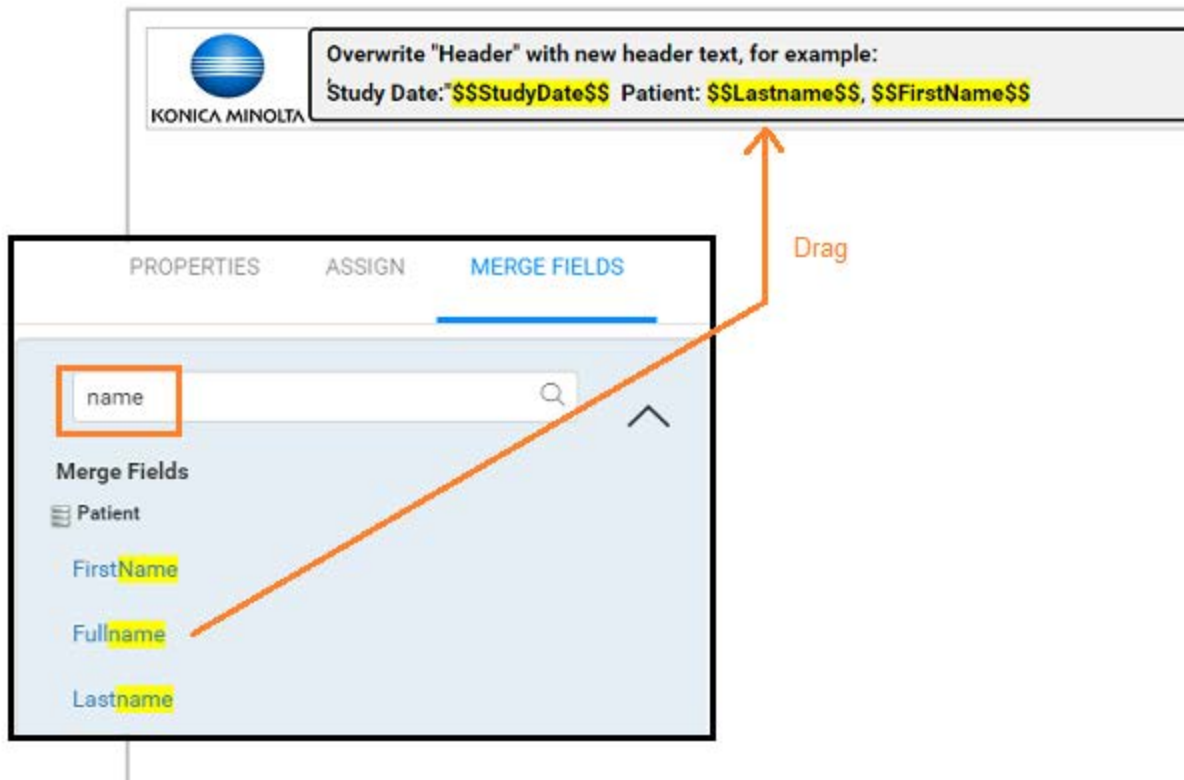 Overwrite "Header" with new header text, for example:
Study Date:"$$StudyDate$$ Patient: $$Lastname$$, $$FirstName$$
KONICA MINOLTA
Drag
PROPERTIES ASSIGN MERGE FIELDS
name
Merge Fields
Patient
FirstName
Fullname
Lastname